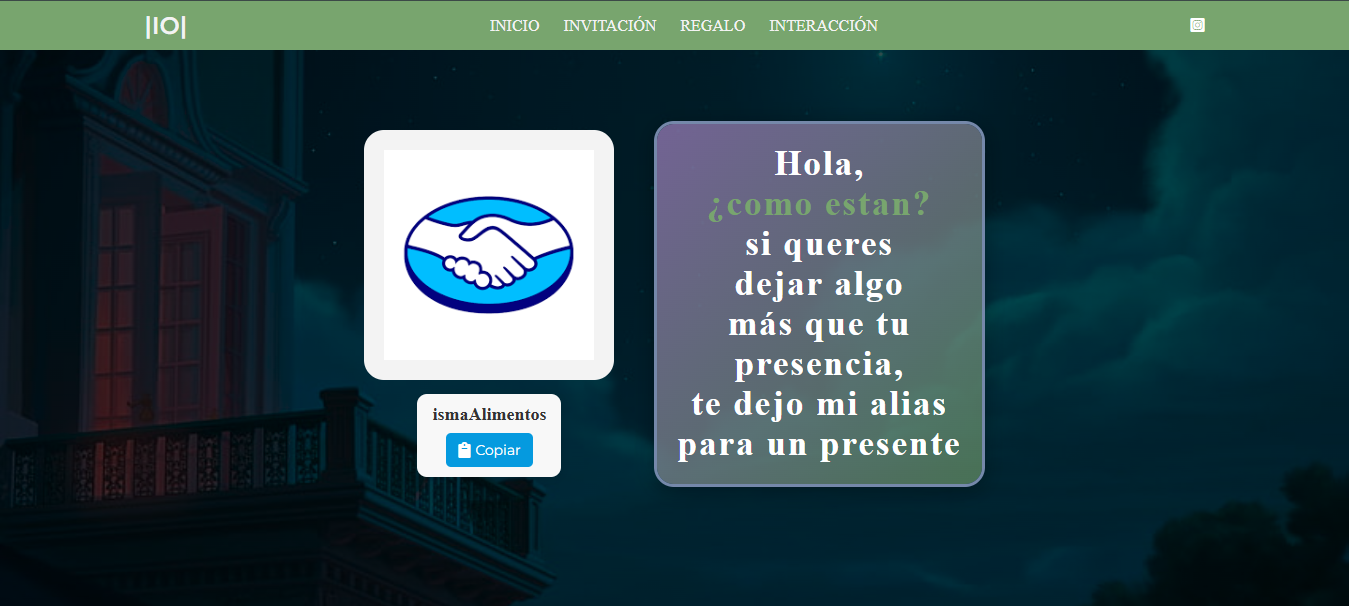 |IO|
INICIO INVITACIÓN REGALO INTERACCIÓN
ismaAlimentos
Copiar
Hola,
¿como estan?
si queres
dejar algo
más que tu
presencia,
te dejo mi alias
para un presente